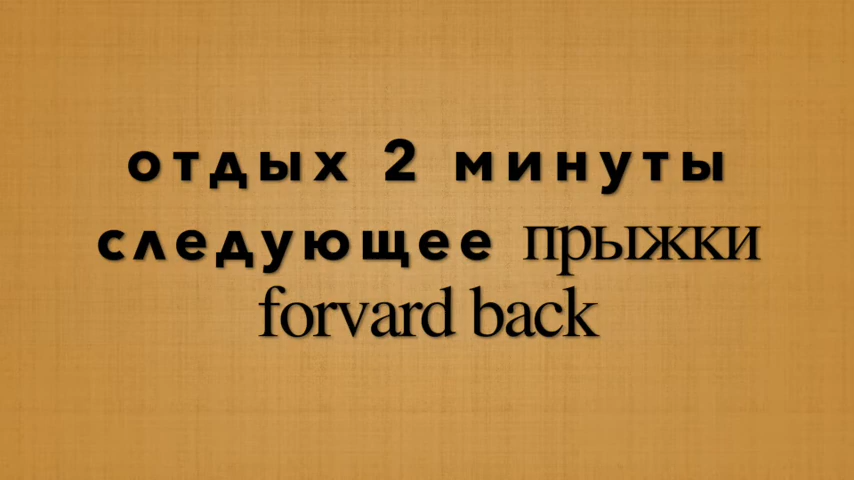 отдых 2 минуты
следующее прыжки
forvard back